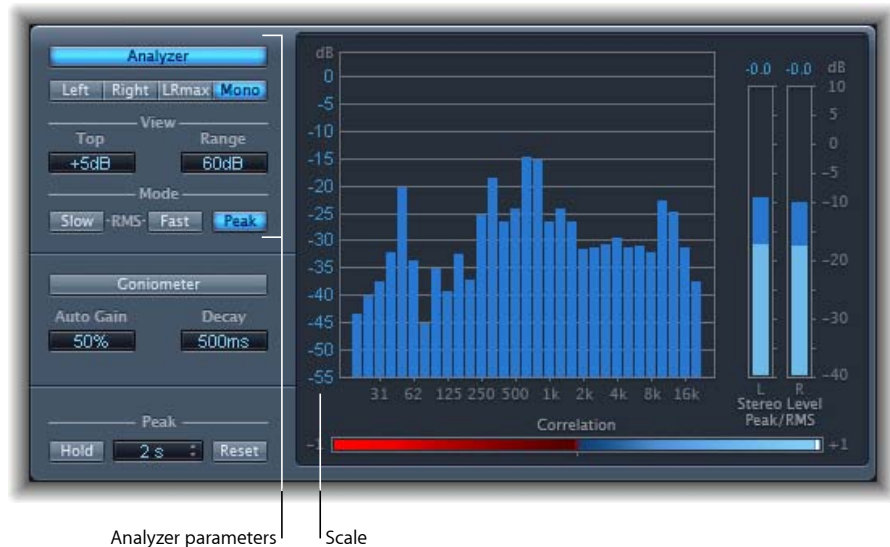 Analyzer
Left Right LRmax Mono
View
Top Range
+5dB 60dB
Mode
Slow -RMS- Fast Peak
Goniometer
Auto Gain Decay
50% 500ms
Peak
Hold 2 s Reset
dB
0
-5
-10
-15
-20
-25
-30
-35
-40
-45
-50
-55
31 62 125 250 500 1k 2k 4k 8k 16k
-0.0 -0.0 dB
10
5
0
-5
-10
-20
-30
-40
L R
Stereo Level
Peak/RMS
Correlation
-1 +1
Analyzer parameters Scale